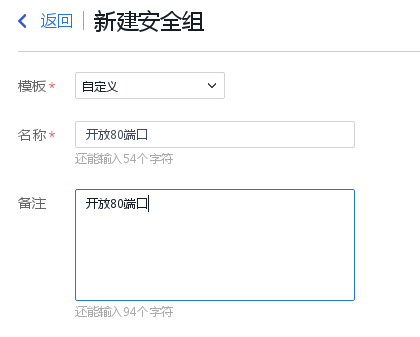 返回 新建安全组
模板* 自定义
名称* 开放80端口
还能输入54个字符
备注 开放80端口
还能输入94个字符